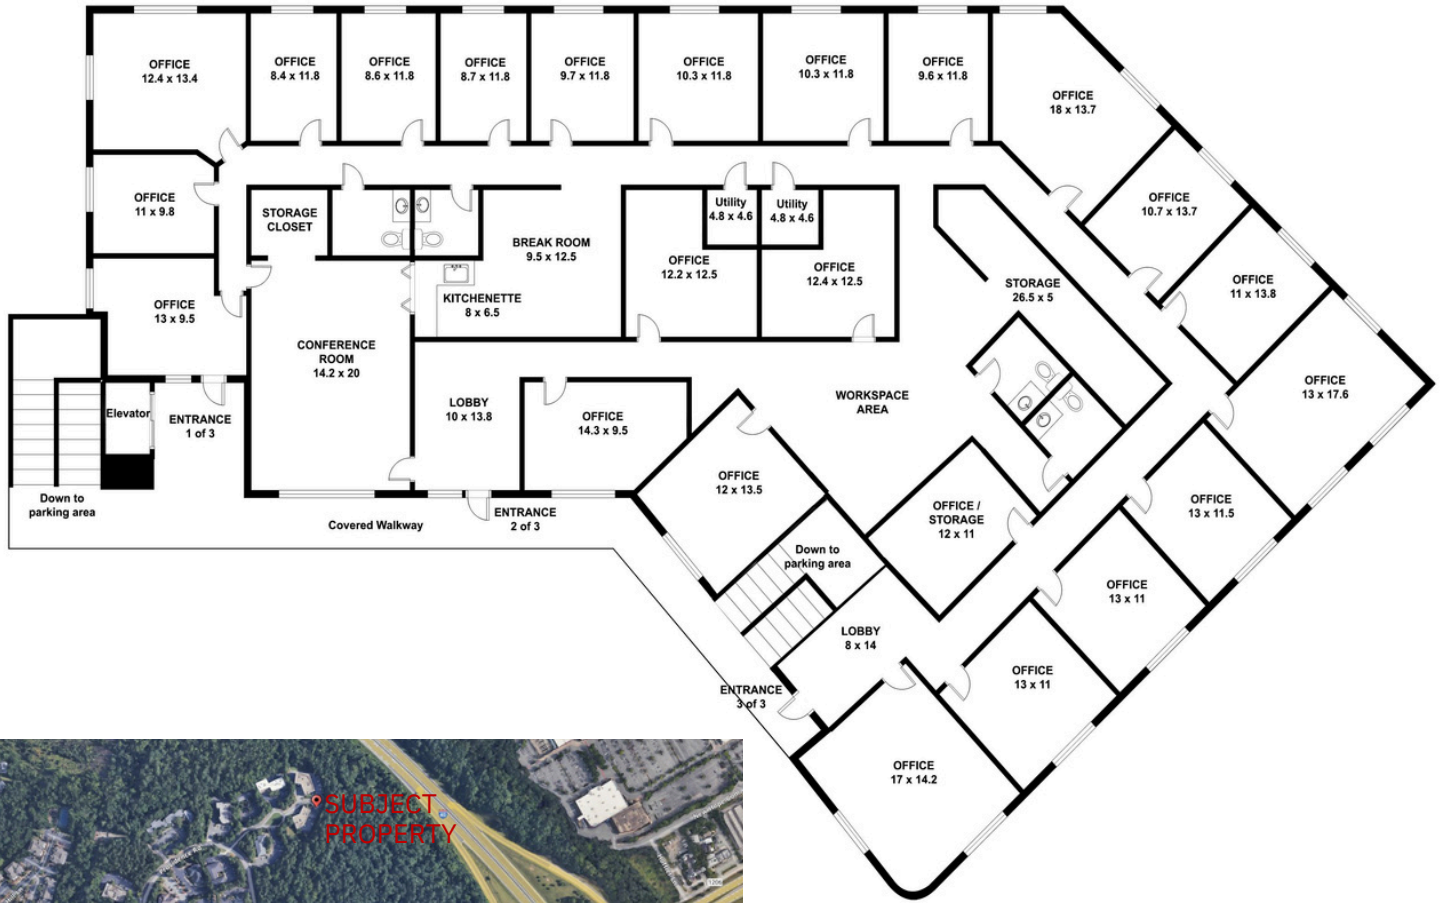 OFFICE
12.4 x 13.4
OFFICE
8.4 x 11.8
OFFICE
8.6 x 11.8
OFFICE
8.7 x 11.8
OFFICE
9.7 x 11.8
OFFICE
10.3 x 11.8
OFFICE
10.3 x 11.8
OFFICE
9.6 x 11.8
OFFICE
18 x 13.7
OFFICE
11 x 9.8
STORAGE
CLOSET
BREAK ROOM
9.5 x 12.5
Utility
4.8 x 4.6
Utility
4.8 x 4.6
OFFICE
10.7 x 13.7
OFFICE
12.2 x 12.5
OFFICE
12.4 x 12.5
STORAGE
26.5 x 5
OFFICE
11 x 13.8
OFFICE
13 x 9.5
KITCHENETTE
8 x 6.5
CONFERENCE
ROOM
14.2 x 20
OFFICE
13 x 17.6
Elevator
ENTRANCE
1 of 3
LOBBY
10 x 13.8
OFFICE
14.3 x 9.5
WORKSPACE
AREA
OFFICE
12 x 13.5
OFFICE /
STORAGE
12 x 11
OFFICE
13 x 11.5
Down to
parking area
Covered Walkway
ENTRANCE
2 of 3
Down to
parking area
OFFICE
13 x 11
LOBBY
8 x 14
OFFICE
13 x 11
ENTRANCE
3 of 3
OFFICE
17 x 14.2
SUBJECT
PROPERTY